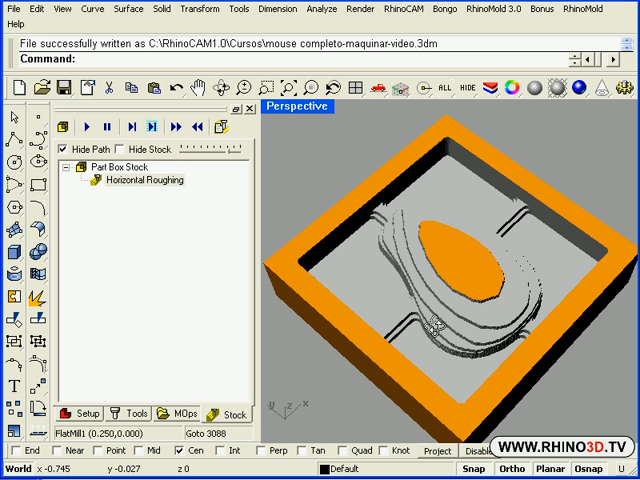 File Edit View Curve Surface Solid Transform Tools Dimension Analyze Render RhinoCAM Bongo RhinoMold 3.0 Bonus RhinoMold
Help
File successfully written as C:\RhinoCAM1.0\Cursos\mouse completo-maquinar-video.3dm
Command:
ALL HIDE
Perspective
Hide Path Hide Stock
Part Box Stock
Horizontal Roughing
T
y z x
Setup Tools MOps Stock
FlatMill1 (0.250,0.000) Goto 3088
End Near Point Mid Cen Int Perp Tan Quad Knot Project Disable
WWW.RHINO3D.TV
World x -0.745 y -0.027 z 0 Default Snap Ortho Planar Osnap U